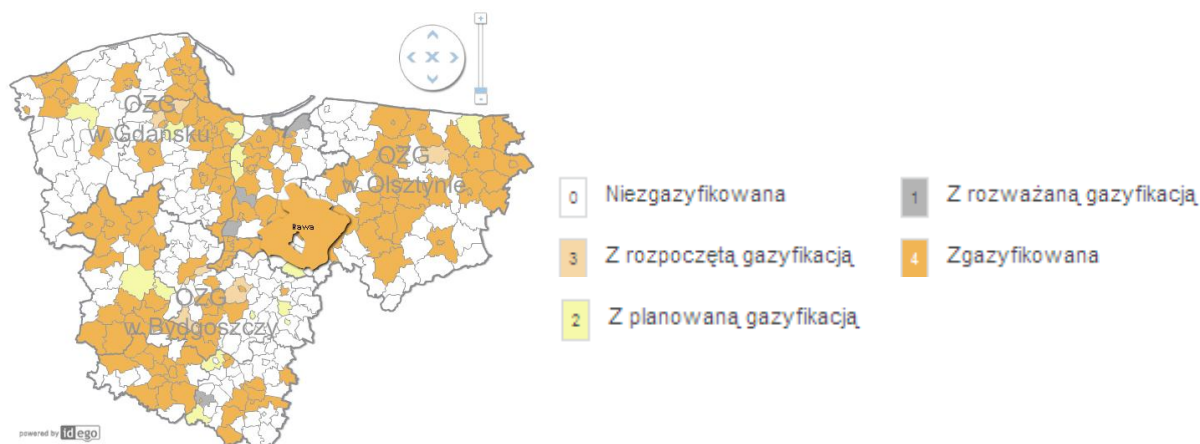 +
-
OZG
w Gdańsku
OZG
w Olsztynie
Iława
OZG
w Bydgoszczy
powered by idego
0 Niezgazyfikowana
1 Z rozważaną gazyfikacją
3 Z rozpoczętą gazyfikacją
4 Zgazyfikowana
2 Z planowaną gazyfikacją